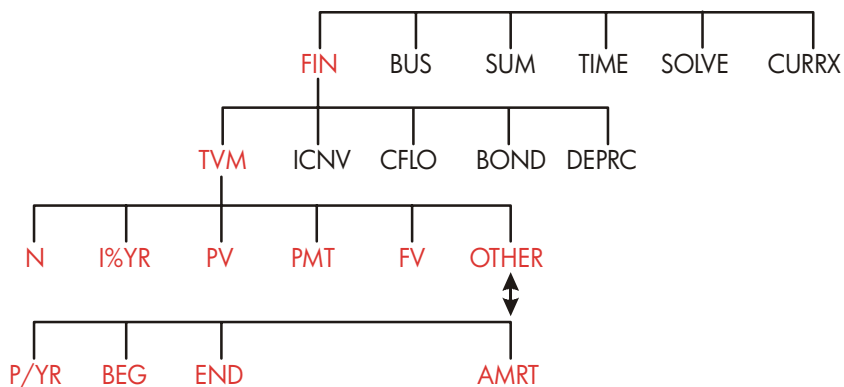 FIN BUS SUM TIME SOLVE CURRX
TVM ICNV CFLO BOND DEPRC
N I%YR PV PMT FV OTHER
P/YR BEG END AMRT